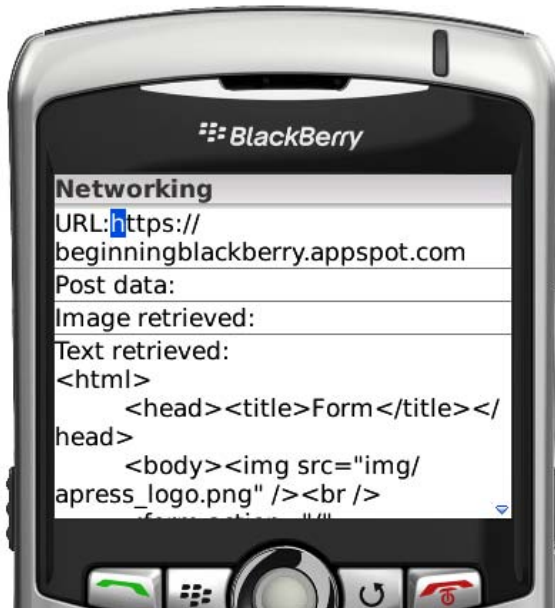 BlackBerry
Networking
URL:https://
beginningblackberry.appspot.com
Post data:
Image retrieved:
Text retrieved:
<html>
<head><title>Form</title></
head>
<body><img src="img/
apress_logo.png" /><br />